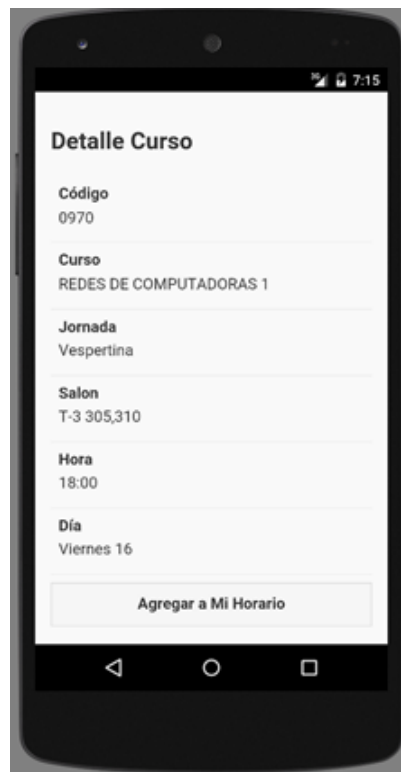 3G 7:15
Detalle Curso
Código
0970
Curso
REDES DE COMPUTADORAS 1
Jornada
Vespertina
Salon
T-3 305,310
Hora
18:00
Día
Viernes 16
Agregar a Mi Horario